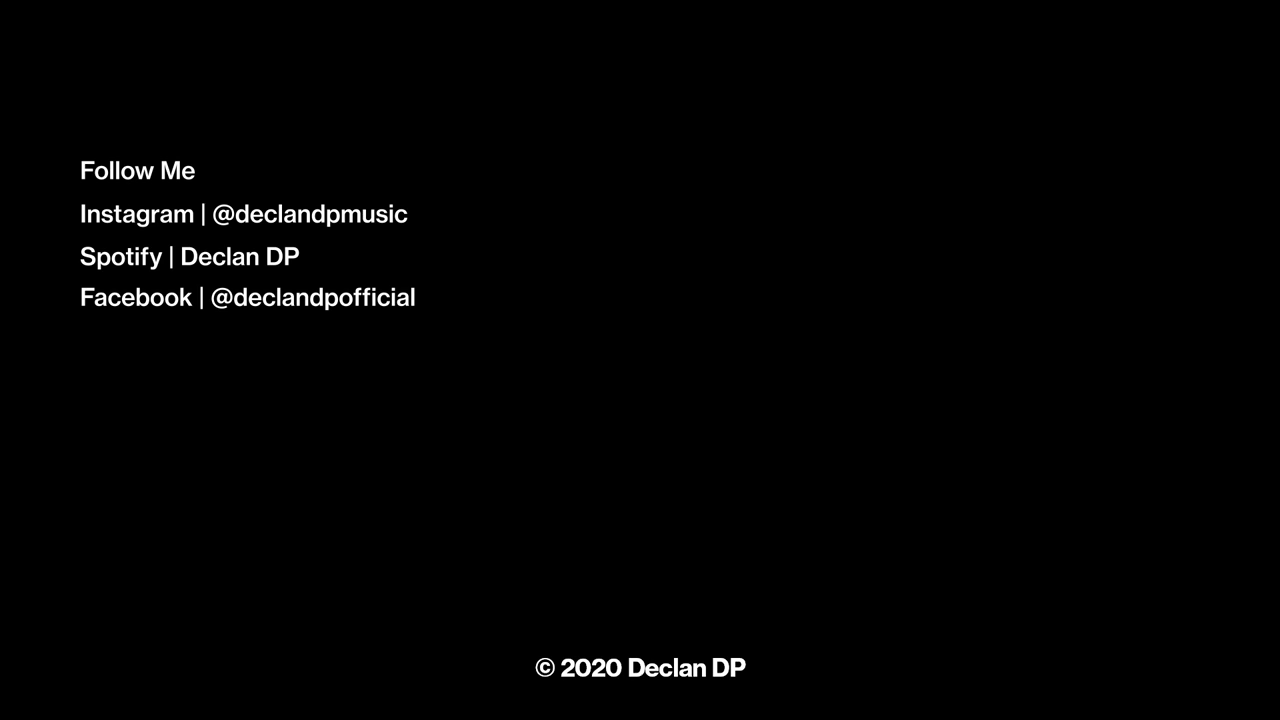 Follow Me
Instagram | @declandpmusic
Spotify | Declan DP
Facebook | @declandpofficial
© 2020 Declan DP